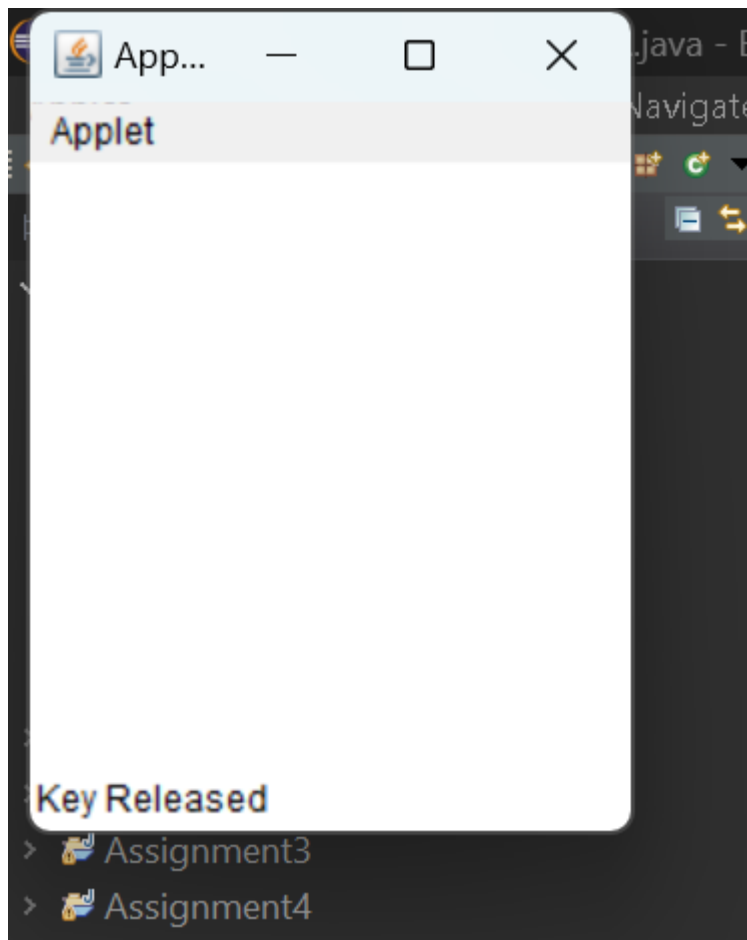 App...
.java - E
Navigate
Applet
Key Released
Assignment3
Assignment4